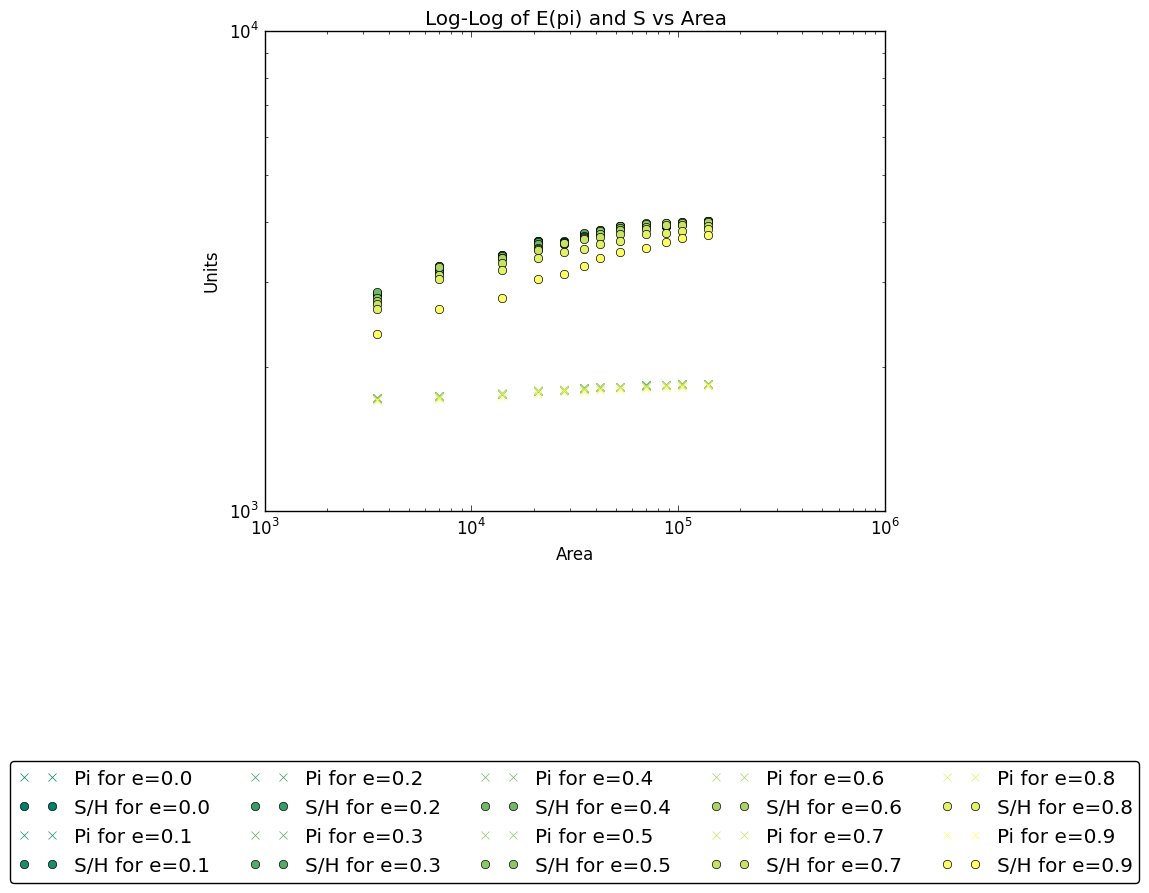 Log-Log of E(pi) and S vs Area
10^4
Units
10^3
10^3 10^4 10^5 10^6
Area
Pi for e=0.0 Pi for e=0.2 Pi for e=0.4 Pi for e=0.6 Pi for e=0.8
S/H for e=0.0 S/H for e=0.2 S/H for e=0.4 S/H for e=0.6 S/H for e=0.8
Pi for e=0.1 Pi for e=0.3 Pi for e=0.5 Pi for e=0.7 Pi for e=0.9
S/H for e=0.1 S/H for e=0.3 S/H for e=0.5 S/H for e=0.7 S/H for e=0.9